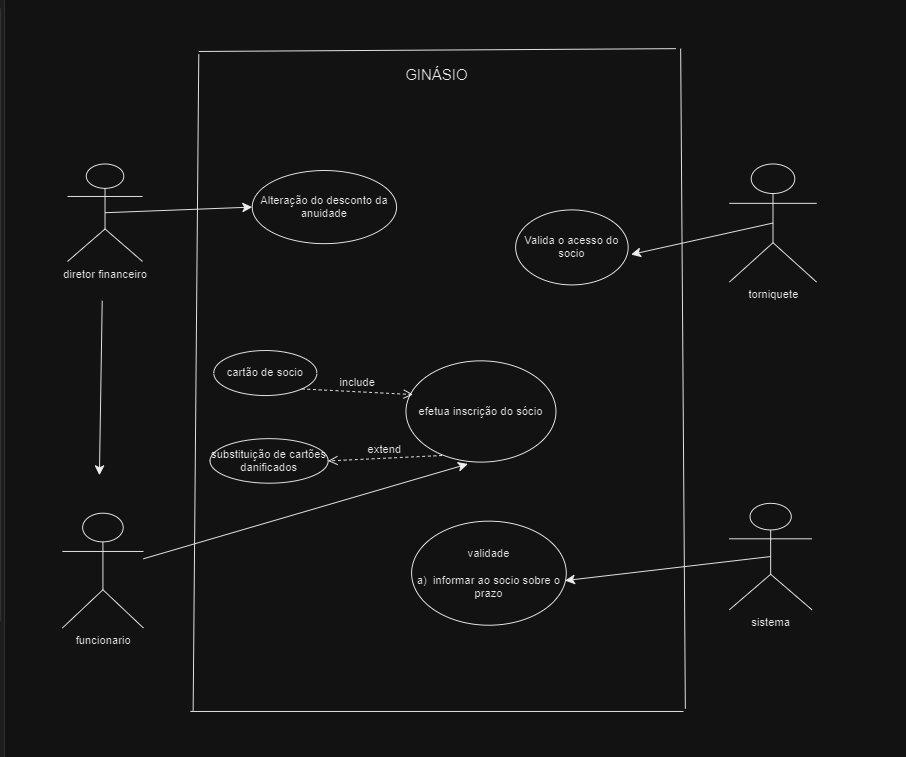 GINÁSIO
Alteração do desconto da
anuidade
Valida o acesso do
socio
diretor financeiro
torniquete
cartão de socio
include
efetua inscrição do sócio
extend
substituição de cartões
danificados
validade
a) informar ao socio sobre o
prazo
sistema
funcionario